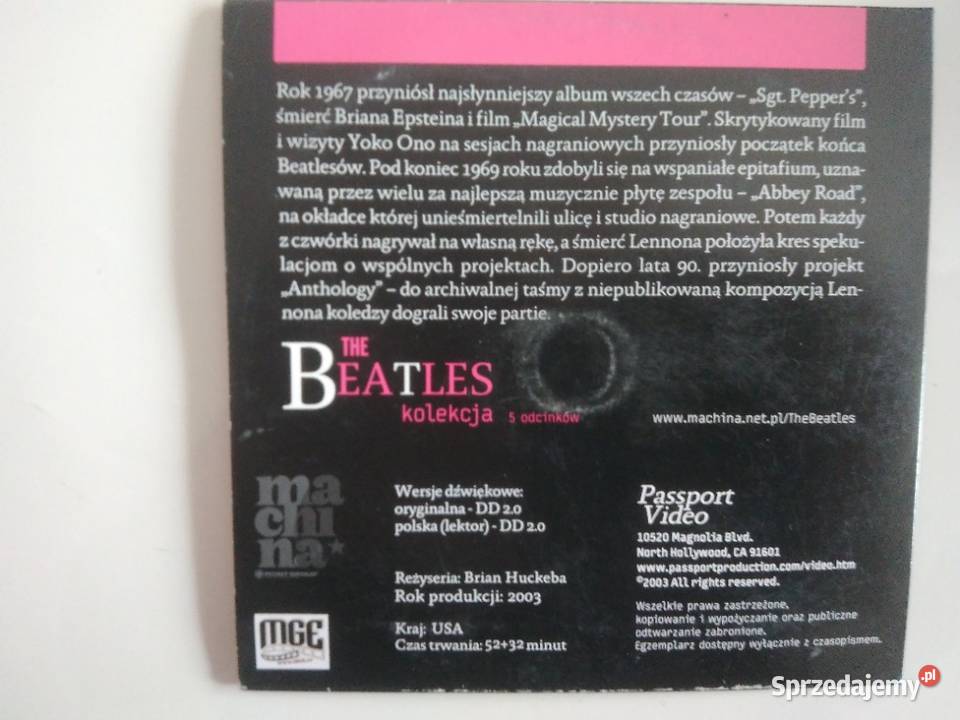 Rok 1967 przyniósł najsłynniejszy album wszech czasów – „Sgt. Pepper's”,
śmierć Briana Epsteina i film „Magical Mystery Tour”. Skrytykowany film
i wizyty Yoko Ono na sesjach nagraniowych przyniosły początek końca
Beatlesów. Pod koniec 1969 roku zdobyli się na wspaniałe epitafium, uzna-
waną przez wielu za najlepszą muzycznie płytę zespołu – „Abbey Road”,
na okładce której unieśmiertelnili ulicę i studio nagraniowe. Potem każdy
z czwórki nagrywał na własną rękę, a śmierć Lennona położyła kres speku-
lacjom o wspólnych projektach. Dopiero lata 90. przyniosły projekt
„Anthology” – do archiwalnej taśmy z niepublikowaną kompozycją Len-
nona koledzy dograli swoje partie.
THE
BEATLES
kolekcja 5 odcinków
www.machina.net.pl/TheBeatles
ma
chi
na
Wersje dźwiękowe:
oryginalna - DD 2.0
polska (lektor) - DD 2.0
Reżyseria: Brian Huckeba
Rok produkcji: 2003
Kraj: USA
Czas trwania: 52+32 minut
MGE
Passport
Video
10520 Magnolia Blvd.
North Hollywood, CA 91601
www.passportproduction.com/video.htm
©2003 All rights reserved.
Wszelkie prawa zastrzeżone,
kopiowanie i wypożyczanie oraz publiczne
odtwarzanie zabronione.
Egzemplarz dostępny wyłącznie z czasopismem.
Sprzedajemy.pl